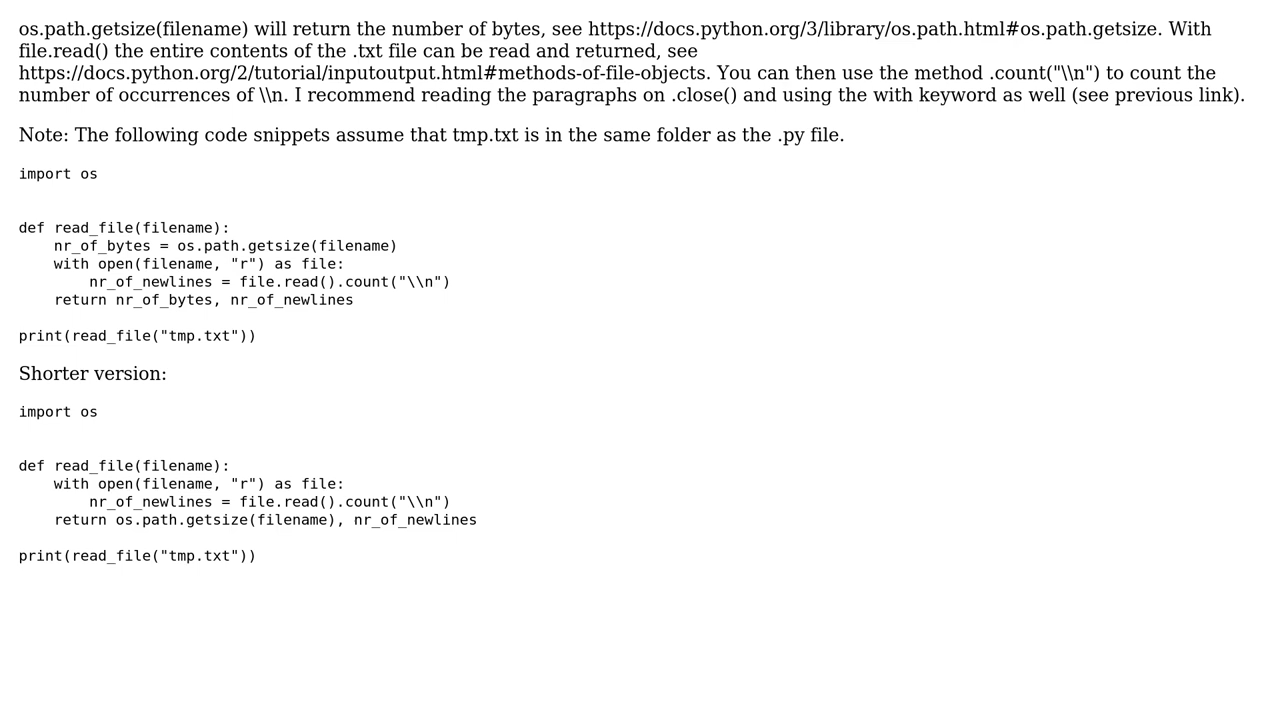 os.path.getsize(filename) will return the number of bytes, see https://docs.python.org/3/library/os.path.html#os.path.getsize. With
file.read() the entire contents of the .txt file can be read and returned, see
https://docs.python.org/2/tutorial/inputoutput.html#methods-of-file-objects. You can then use the method .count("\\n") to count the
number of occurrences of \\n. I recommend reading the paragraphs on .close() and using the with keyword as well (see previous link).

Note: The following code snippets assume that tmp.txt is in the same folder as the .py file.

import os


def read_file(filename):
    nr_of_bytes = os.path.getsize(filename)
    with open(filename, "r") as file:
        nr_of_newlines = file.read().count("\\n")
    return nr_of_bytes, nr_of_newlines

print(read_file("tmp.txt"))

Shorter version:

import os


def read_file(filename):
    with open(filename, "r") as file:
        nr_of_newlines = file.read().count("\\n")
    return os.path.getsize(filename), nr_of_newlines

print(read_file("tmp.txt"))